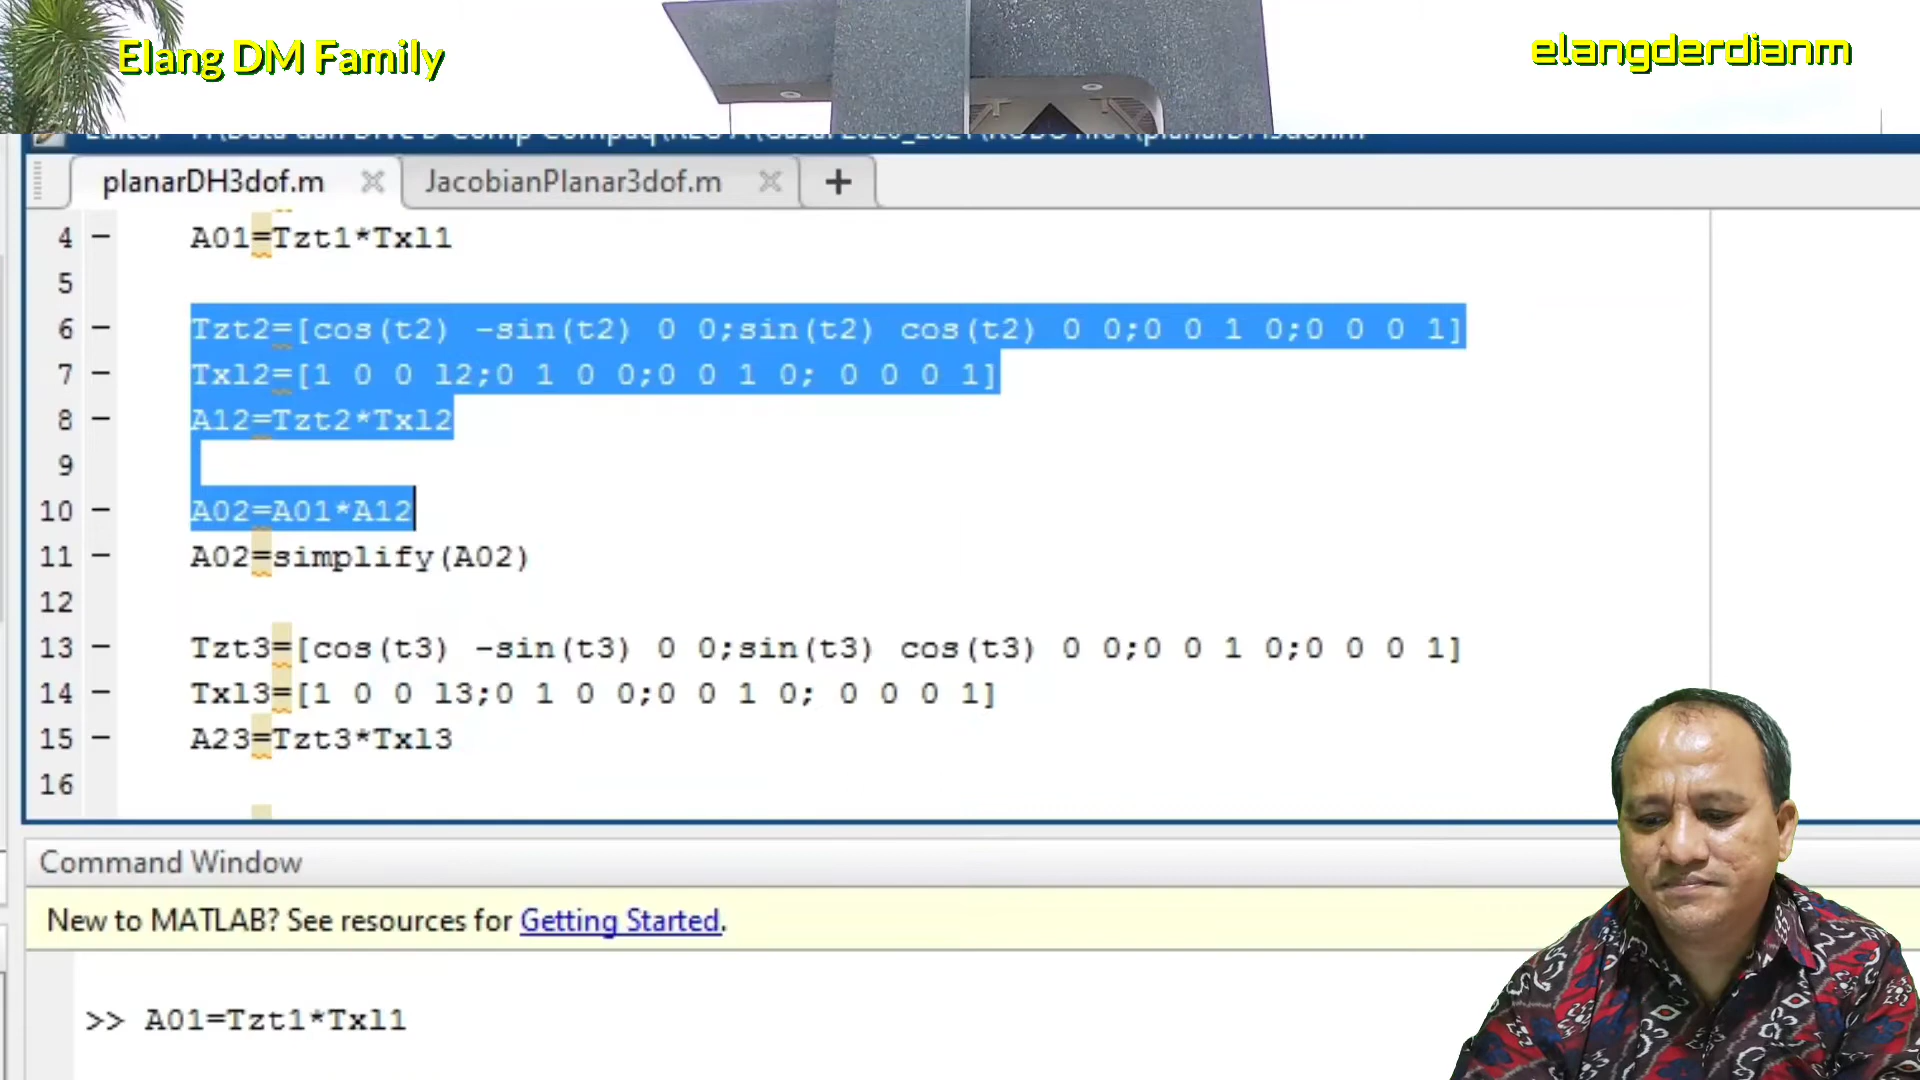 Elang DM Family
elangderdianm
planarDH3dof.m
JacobianPlanar3dof.m
4 A01=Tzt1*Txl1
5
6 Tzt2=[cos(t2) -sin(t2) 0 0;sin(t2) cos(t2) 0 0;0 0 1 0;0 0 0 1]
7 Txl2=[1 0 0 l2;0 1 0 0;0 0 1 0; 0 0 0 1]
8 A12=Tzt2*Txl2
9
10 A02=A01*A12
11 A02=simplify(A02)
12
13 Tzt3=[cos(t3) -sin(t3) 0 0;sin(t3) cos(t3) 0 0;0 0 1 0;0 0 0 1]
14 Txl3=[1 0 0 l3;0 1 0 0;0 0 1 0; 0 0 0 1]
15 A23=Tzt3*Txl3
16
Command Window
New to MATLAB? See resources for Getting Started.
>> A01=Tzt1*Txl1